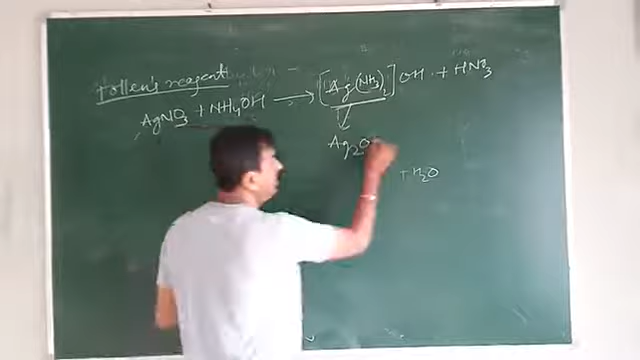 Tollen's reagent
AgNO3 + NH4OH → [Ag(NH3)2]OH + HNO3
Ag2O
+ H2O